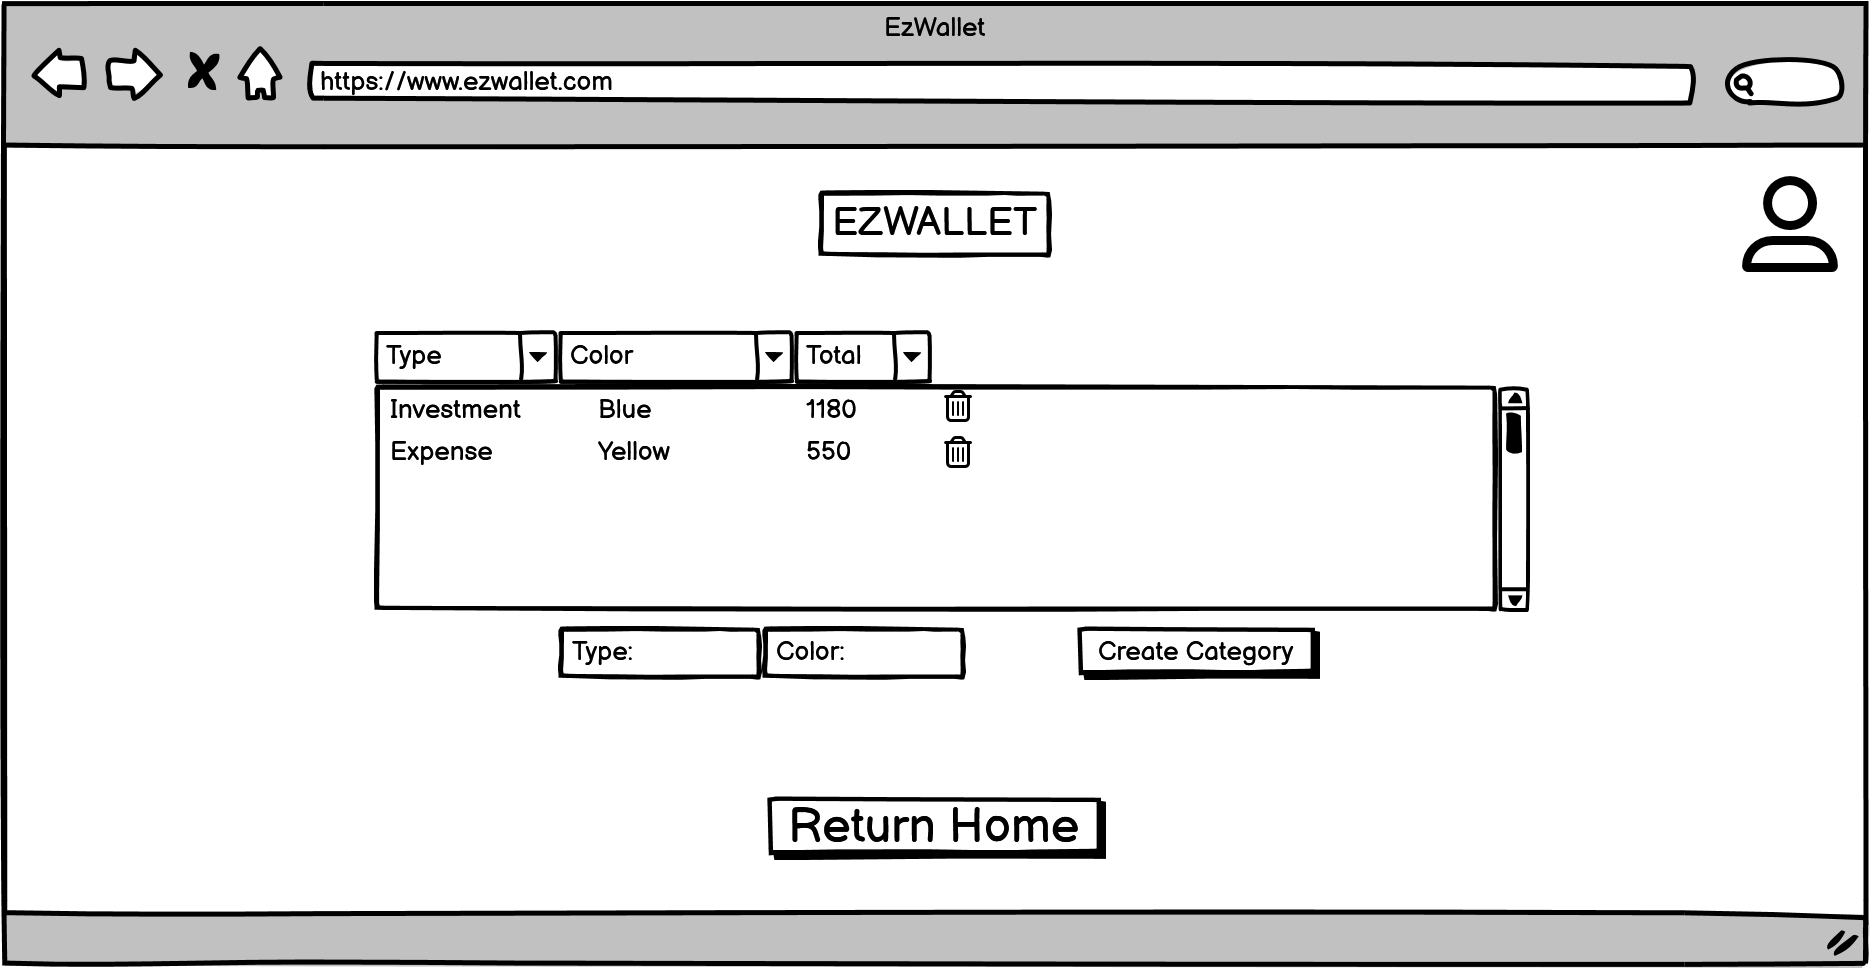 EzWallet
https://www.ezwallet.com
EZWALLET
Type Color Total
Investment Blue 1180
Expense Yellow 550
Type: Color: Create Category
Return Home